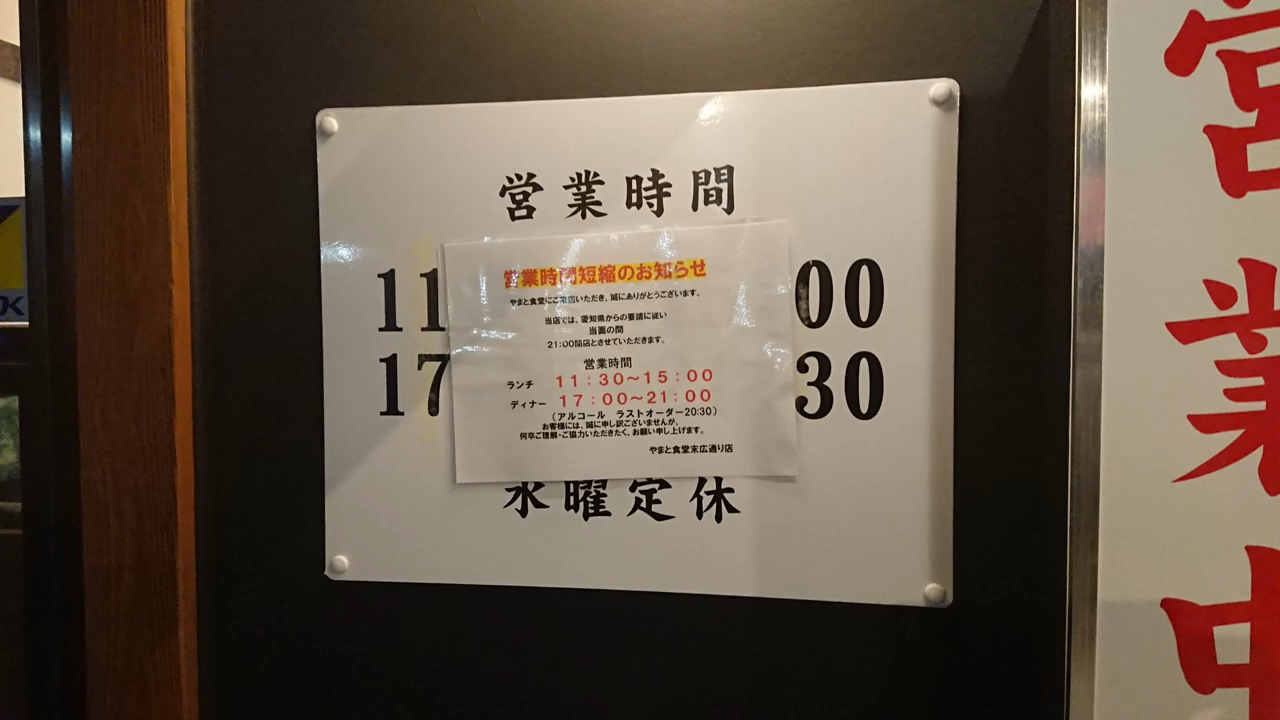 営業時間
11
00
17
30
営業時間短縮のお知らせ
やまと食堂にご来店いただき、誠にありがとうございます。
当店では、愛知県からの要請に従い
当面の間
21:00閉店とさせていただきます。
営業時間
ランチ 11:30〜15:00
ディナー 17:00〜21:00
(アルコール ラストオーダー20:30)
お客様には、誠に申し訳ございませんが、
何卒ご理解・ご協力いただきたく、お願い申し上げます。
やまと食堂末広通り店
水曜定休
営業中